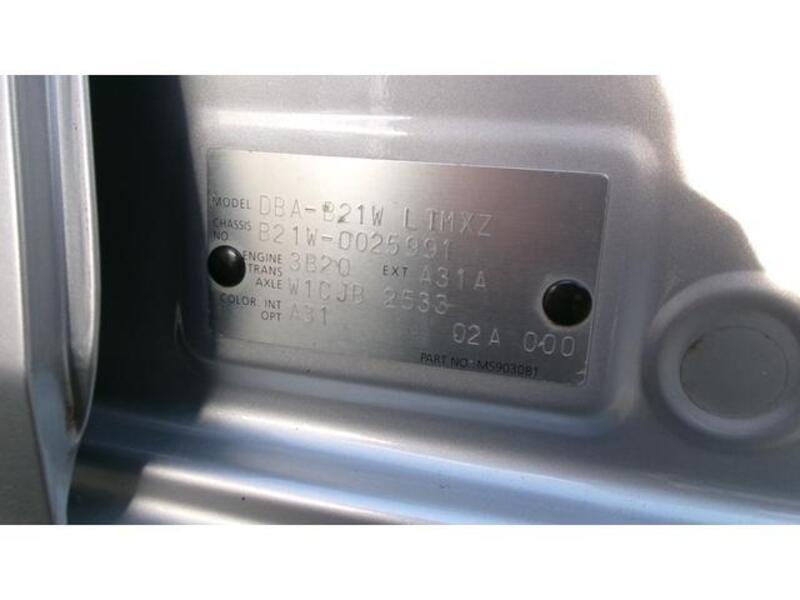 MODEL DBA-B21W LTMXZ
CHASSIS NO. B21W-0025991
ENGINE 3B20 EXT A31A
TRANS AXLE W1CJB 2533
COLOR. INT A31
OPT 02A 000
PART NO. MS903081